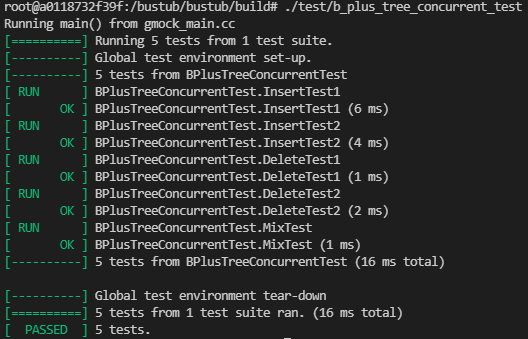 root@a0118732f39f:/bustub/bustub/build# ./test/b_plus_tree_concurrent_test
Running main() from gmock_main.cc
[==========] Running 5 tests from 1 test suite.
[----------] Global test environment set-up.
[----------] 5 tests from BPlusTreeConcurrentTest
[ RUN      ] BPlusTreeConcurrentTest.InsertTest1
[       OK ] BPlusTreeConcurrentTest.InsertTest1 (6 ms)
[ RUN      ] BPlusTreeConcurrentTest.InsertTest2
[       OK ] BPlusTreeConcurrentTest.InsertTest2 (4 ms)
[ RUN      ] BPlusTreeConcurrentTest.DeleteTest1
[       OK ] BPlusTreeConcurrentTest.DeleteTest1 (1 ms)
[ RUN      ] BPlusTreeConcurrentTest.DeleteTest2
[       OK ] BPlusTreeConcurrentTest.DeleteTest2 (2 ms)
[ RUN      ] BPlusTreeConcurrentTest.MixTest
[       OK ] BPlusTreeConcurrentTest.MixTest (1 ms)
[----------] 5 tests from BPlusTreeConcurrentTest (16 ms total)
[----------] Global test environment tear-down
[==========] 5 tests from 1 test suite ran. (16 ms total)
[  PASSED  ] 5 tests.